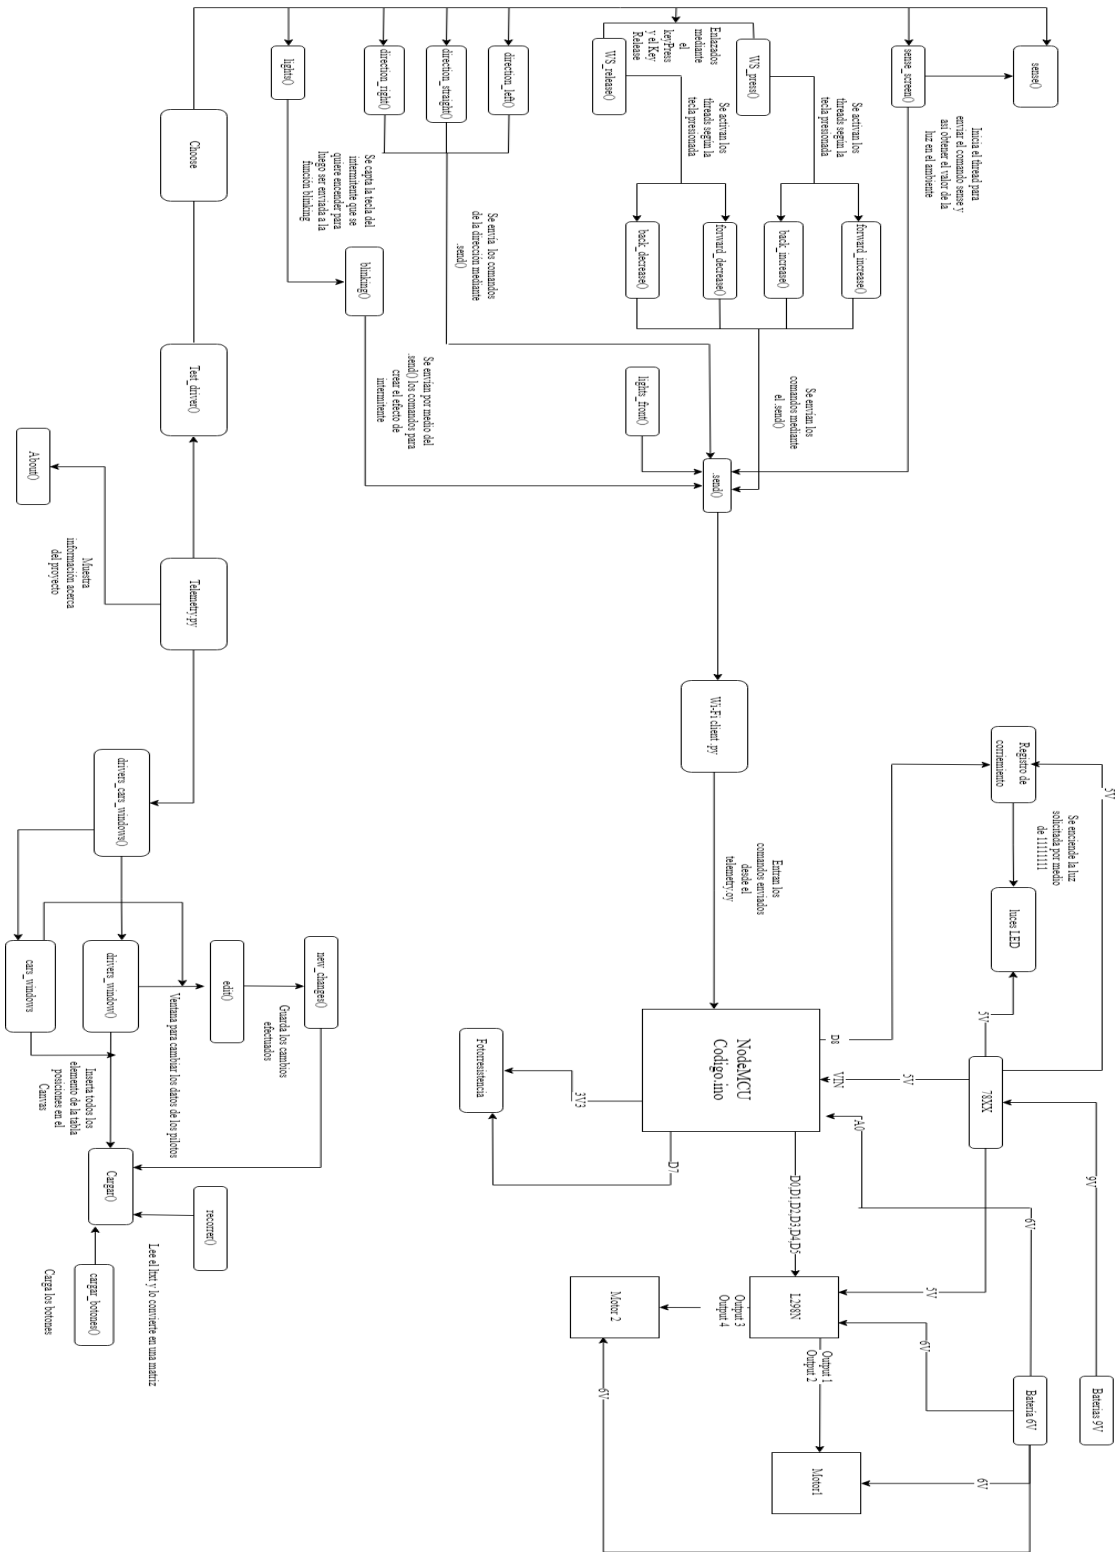 sense()
sense_screen()
Inicia el thread para
enviar el comando sense y
asi obtener el valor de la
luz en el ambiente
WS_press()
WS_release()
Enlazados
mediante
el
keyPress
y el Key
Release
Se activan los
threads según la
tecla presionada
Se activan los
threads según la
tecla presionada
forward_increase()
back_increase()
forward_decrease()
back_decrease()
Se envían los
comandos mediante
el .send()
direction_left()
direction_straight()
direction_right()
Se envía los comandos
de la dirección mediante
.send()
lights()
Se capta la tecla del
intermitente que se
quiere encender para
luego ser enviada a la
función blinking
blinking()
Se envían por medio del
.send() los comandos para
crear el efecto de
intermitente
lights_front()
.send()
Choose
Test_driver()
Telemetry.py
About()
Muestra
información acerca
del proyecto
drivers_cars_windows()
cars_windows
drivers_window()
edit()
new_changes()
Guarda los cambios
efectuados
Ventana para cambiar los datos de los pilotos
Inserta todos los
elemento de la tabla
posiciones en el
Canvas
Cargar()
recorrer()
Lee el ltxt y lo convierte en una matriz
cargar_botones()
Carga los botones
Wi-Fi client .py
Entran los
comandos enviados
desde el
telemetry.oy
NodeMCU
Codigo.ino
Registro de
corriemiento
Se enciende la luz
solicitada por medio
de 11111111
luces LED
5V
5V
D8
VIN
5V
78XX
9V
A0
6V
5V
6V
Fotorresistencia
3V3
D7
D0,D1,D2,D3,D4,D5
L298N
Output 3
Output 4
Output 1
Output 2
Motor 2
Motor1
6V
6V
Bateria 6V
Baterias 9V